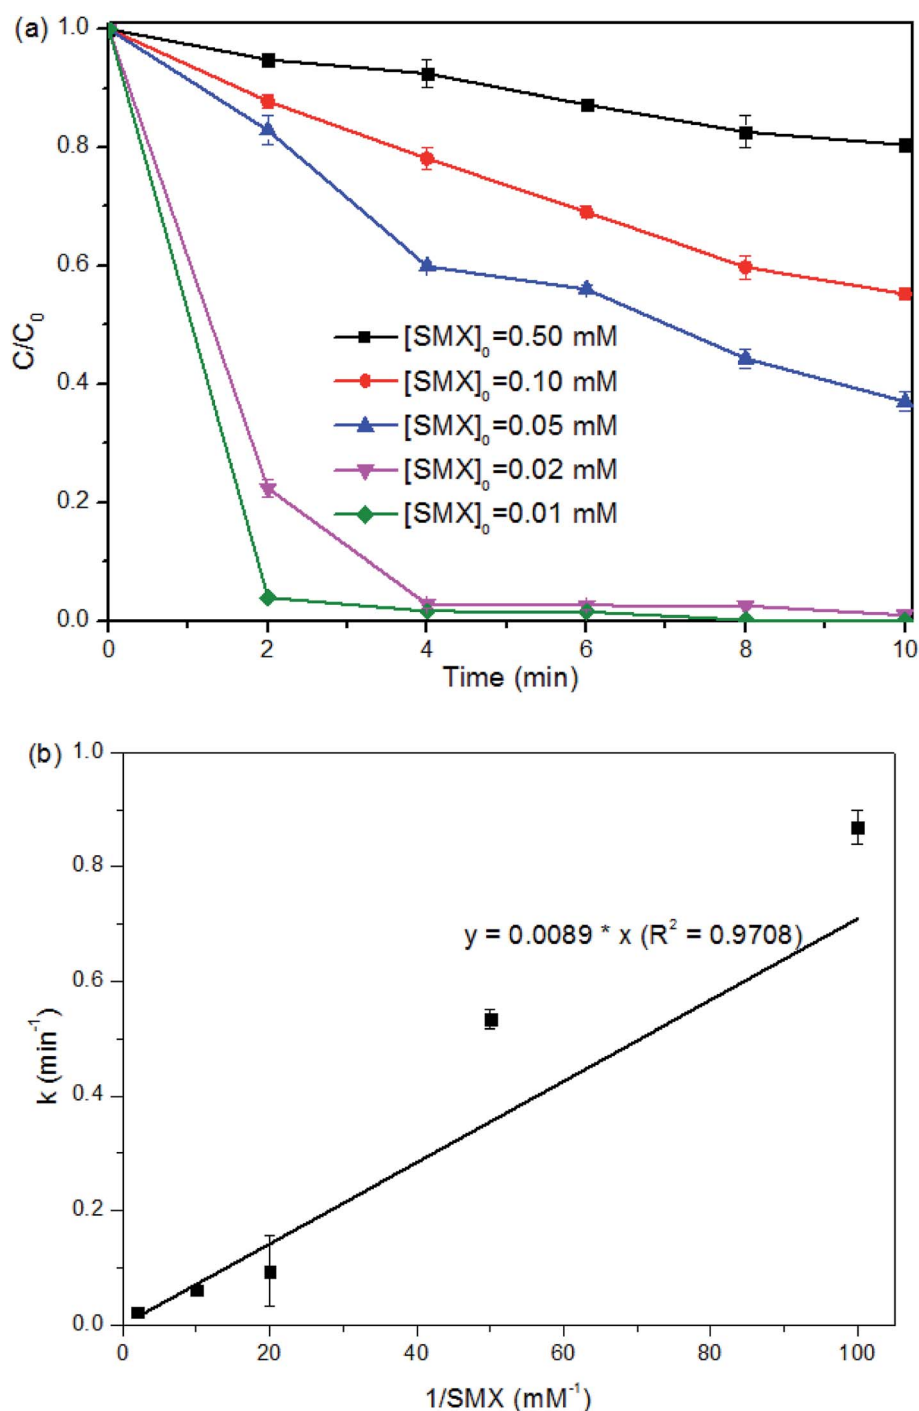 (a)
1.0
0.8
0.6
0.4
0.2
0.0
C/C₀
[SMX]₀=0.50 mM
[SMX]₀=0.10 mM
[SMX]₀=0.05 mM
[SMX]₀=0.02 mM
[SMX]₀=0.01 mM
0 2 4 6 8 10
Time (min)
(b)
1.0
0.8
0.6
0.4
0.2
0.0
k (min⁻¹)
y = 0.0089 * x (R² = 0.9708)
0 20 40 60 80 100
1/SMX (mM⁻¹)